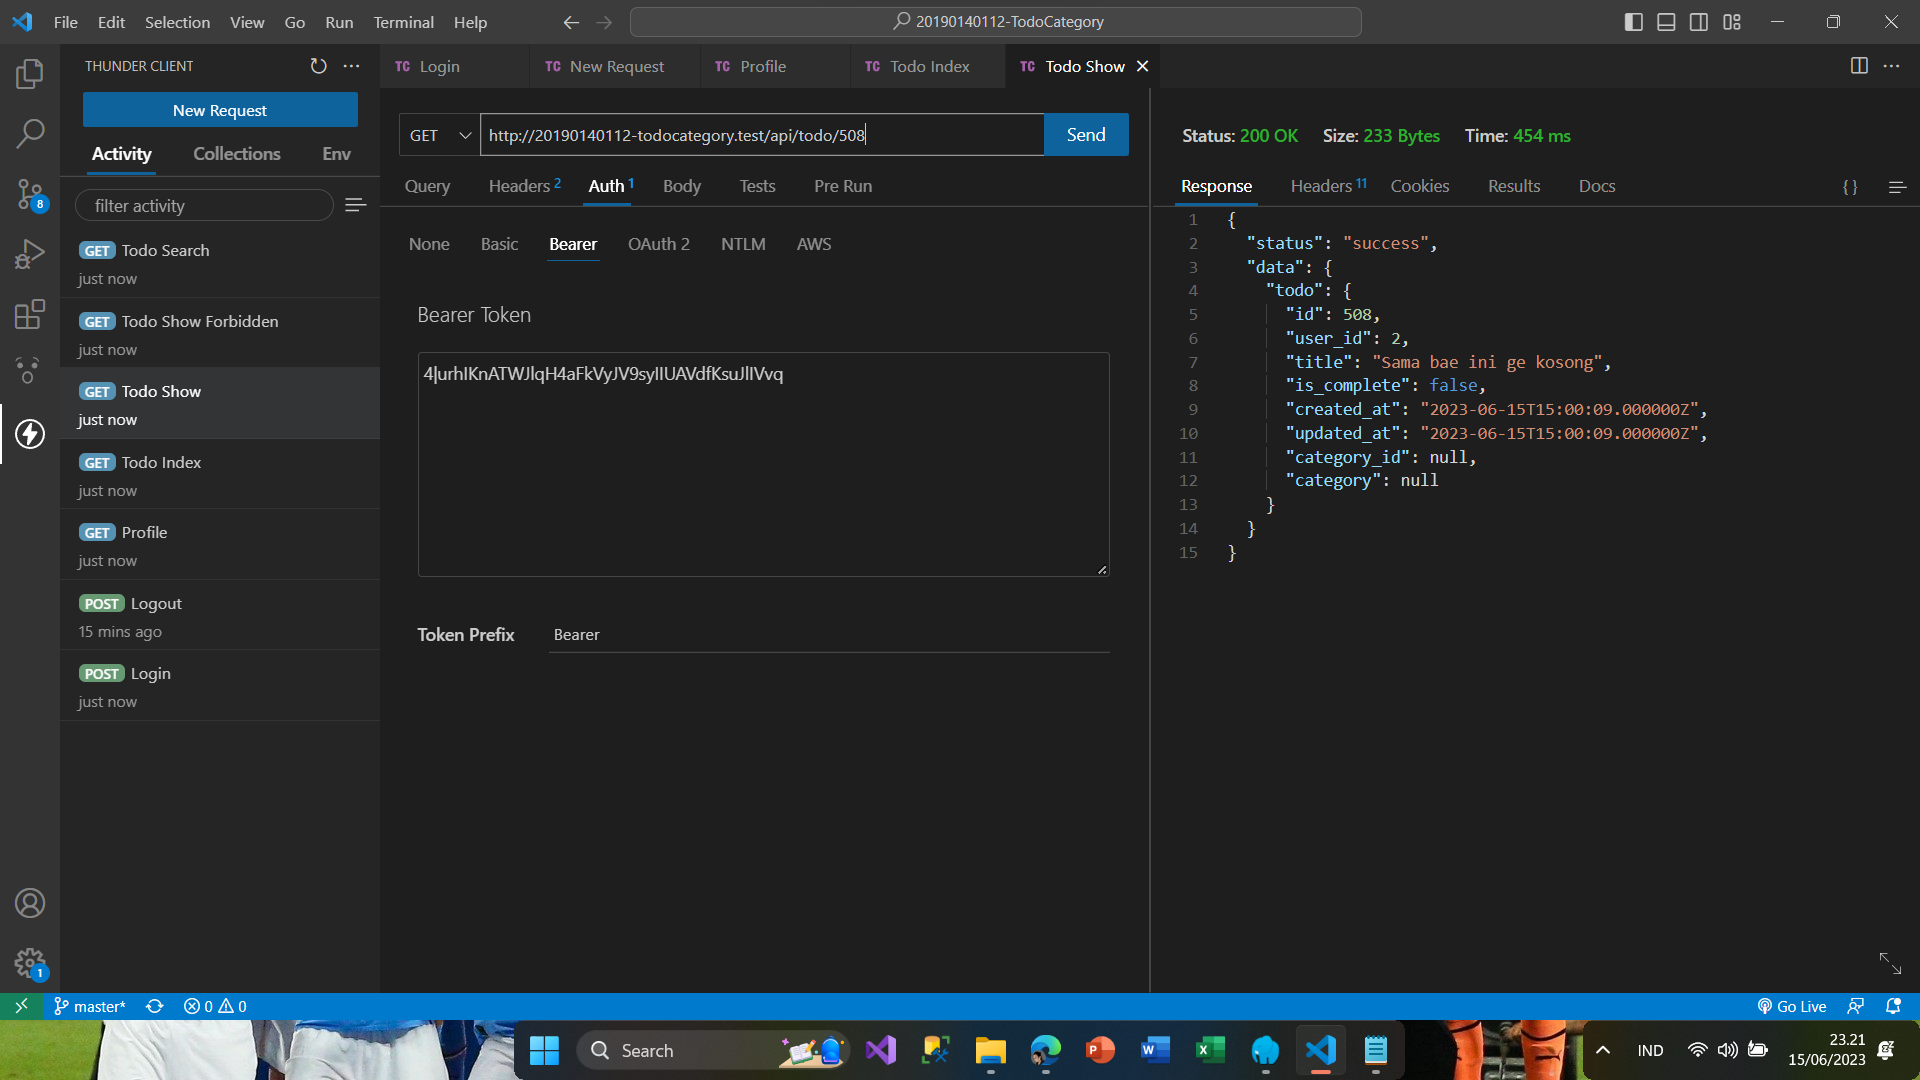 File Edit Selection View Go Run Terminal Help
20190140112-TodoCategory
THUNDER CLIENT
New Request
Activity Collections Env
filter activity
GET Todo Search
just now
GET Todo Show Forbidden
just now
GET Todo Show
just now
GET Todo Index
just now
GET Profile
just now
POST Logout
15 mins ago
POST Login
just now
8
1
TC Login TC New Request TC Profile TC Todo Index TC Todo Show
GET http://20190140112-todocategory.test/api/todo/508 Send
Query Headers 2 Auth 1 Body Tests Pre Run
None Basic Bearer OAuth 2 NTLM AWS
Bearer Token
Token Prefix Bearer
Status: 200 OK Size: 233 Bytes Time: 454 ms
Response Headers 11 Cookies Results Docs { }
1 {
2 "status": "success",
3 "data": {
4 "todo": {
5 "id": 508,
6 "user_id": 2,
7 "title": "Sama bae ini ge kosong",
8 "is_complete": false,
9 "created_at": "2023-06-15T15:00:09.000000Z",
10 "updated_at": "2023-06-15T15:00:09.000000Z",
11 "category_id": null,
12 "category": null
13 }
14 }
15 }
master* 0 0 Go Live
Search
IND
23.21
15/06/2023